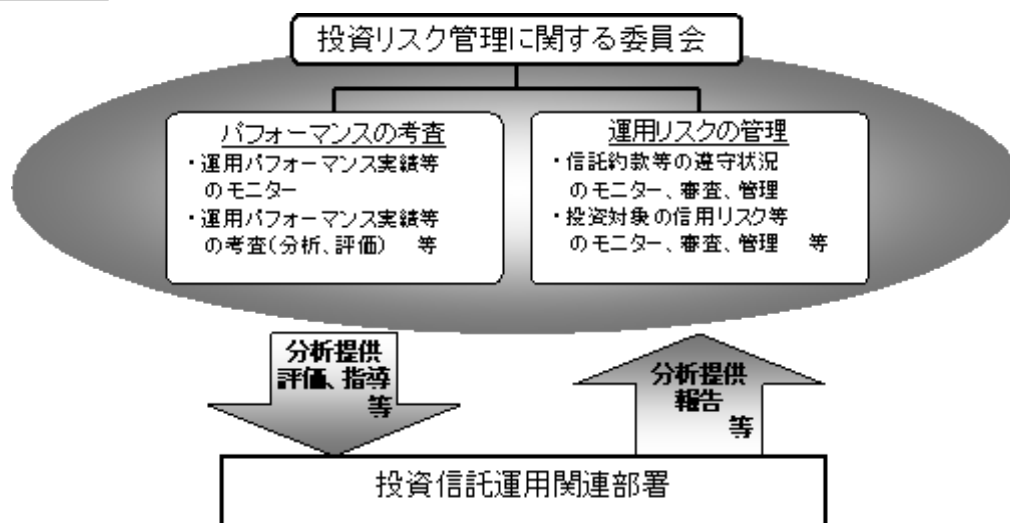 投資リスク管理に関する委員会
パフォーマンスの考査
・運用パフォーマンス実績等
のモニター
・運用パフォーマンス実績等
の考査(分析、評価) 等
運用リスクの管理
・信託約款等の遵守状況
のモニター、審査、管理
・投資対象の信用リスク等
のモニター、審査、管理 等
分析提供
評価、指導
等
分析提供
報告
等
投資信託運用関連部署